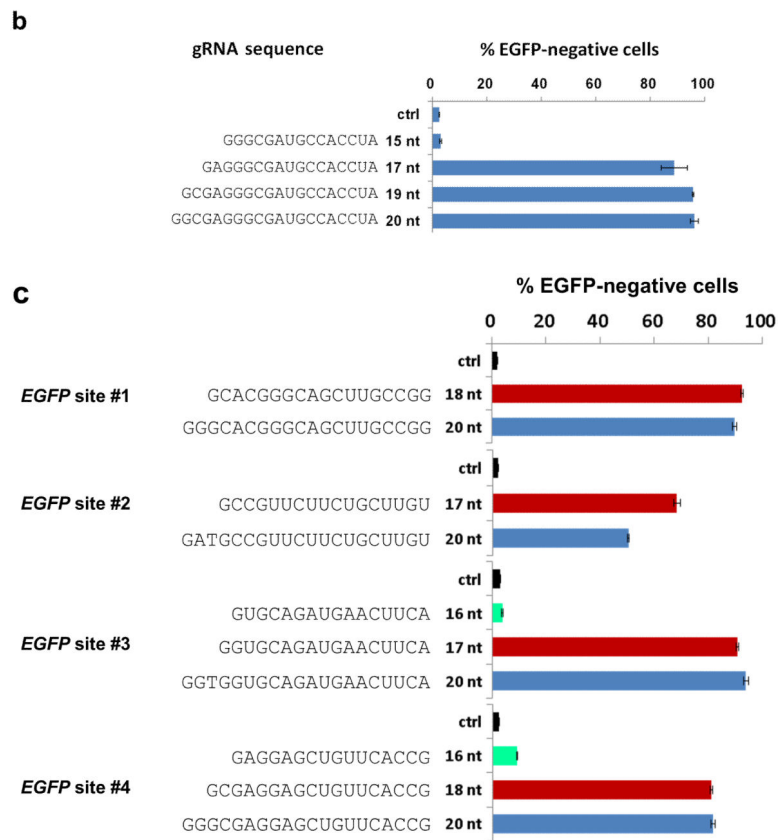 b
gRNA sequence % EGFP-negative cells
0 20 40 60 80 100
ctrl
GGGCGAUGCCACCUA 15 nt
GAGGGCGAUGCCACCUA 17 nt
GCGAGGGCGAUGCCACCUA 19 nt
GGCGAGGGCGAUGCCACCUA 20 nt
c
% EGFP-negative cells
0 20 40 60 80 100
ctrl
EGFP site #1 GCACGGGCAGCUUGCCGG 18 nt
GGGCACGGGCAGCUUGCCGG 20 nt
ctrl
EGFP site #2 GCCGUUCUUCUGCUUGU 17 nt
GATGCCGUUCUUCUGCUUGU 20 nt
ctrl
GUGCAGAUGAACUUCA 16 nt
EGFP site #3 GGUGCAGAUGAACUUCA 17 nt
GGTGGUGCAGAUGAACUUCA 20 nt
ctrl
GAGGAGCUGUUCACCG 16 nt
EGFP site #4 GCGAGGAGCUGUUCACCG 18 nt
GGGCGAGGAGCUGUUCACCG 20 nt